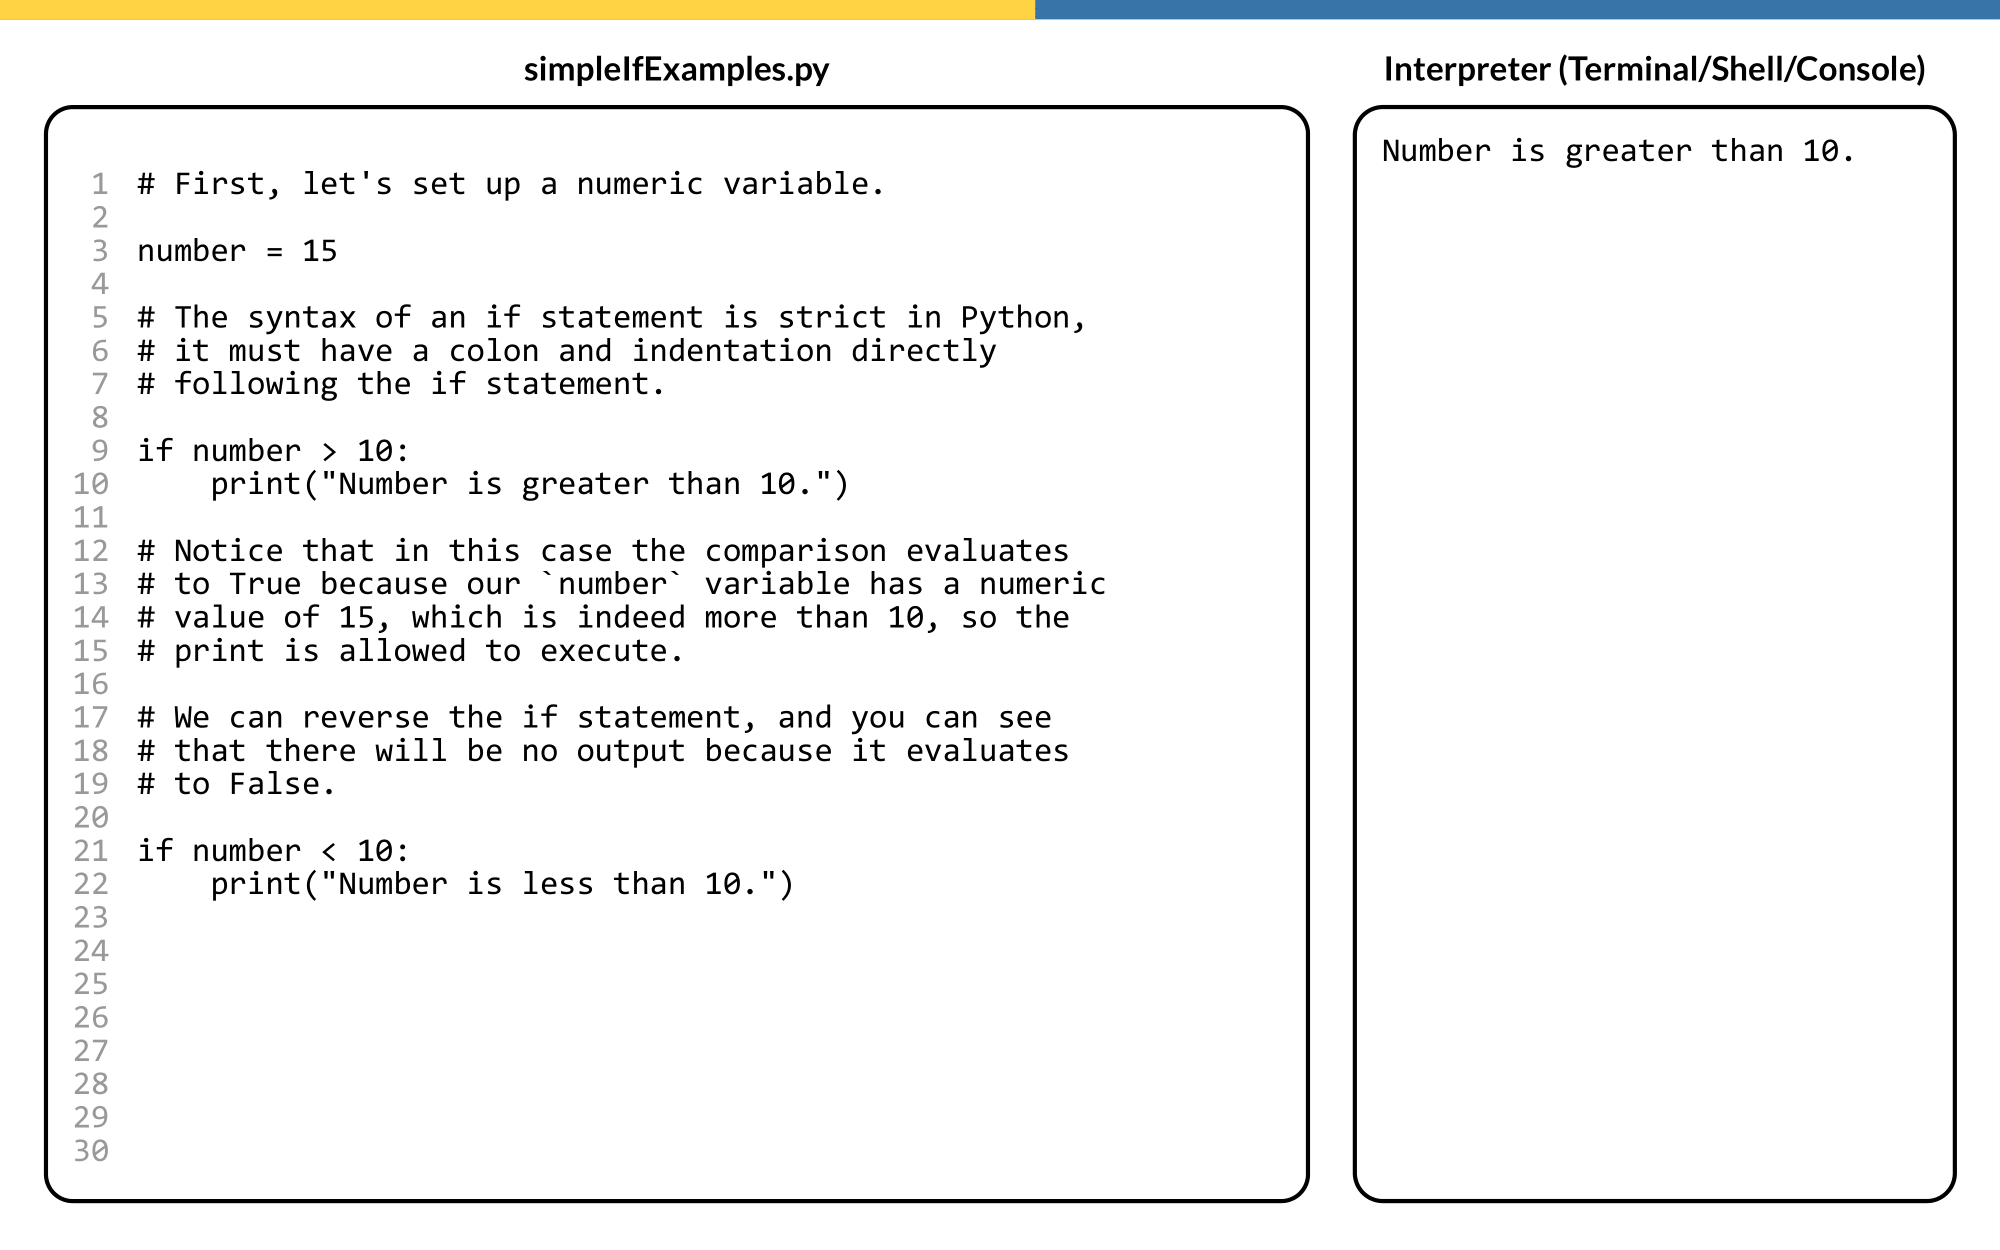 simpleIfExamples.py
1 # First, let's set up a numeric variable.
2
3 number = 15
4
5 # The syntax of an if statement is strict in Python,
6 # it must have a colon and indentation directly
7 # following the if statement.
8
9 if number > 10:
10     print("Number is greater than 10.")
11
12 # Notice that in this case the comparison evaluates
13 # to True because our `number` variable has a numeric
14 # value of 15, which is indeed more than 10, so the
15 # print is allowed to execute.
16
17 # We can reverse the if statement, and you can see
18 # that there will be no output because it evaluates
19 # to False.
20
21 if number < 10:
22     print("Number is less than 10.")
23
24
25
26
27
28
29
30
Interpreter (Terminal/Shell/Console)
Number is greater than 10.